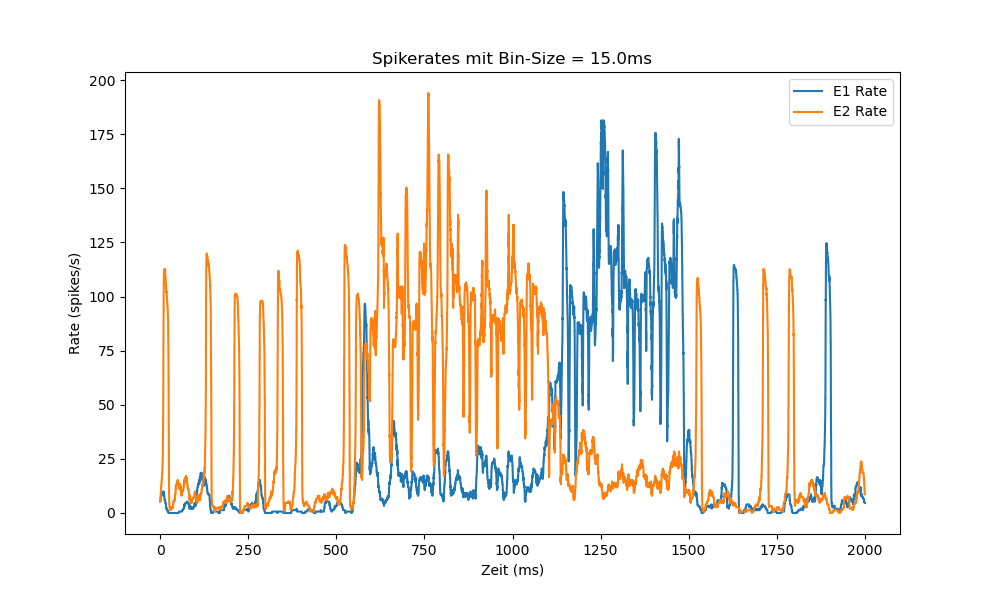 Spikerates mit Bin-Size = 15.0ms
E1 Rate
E2 Rate
200
175
150
125
100
75
50
25
0
Rate (spikes/s)
0 250 500 750 1000 1250 1500 1750 2000
Zeit (ms)